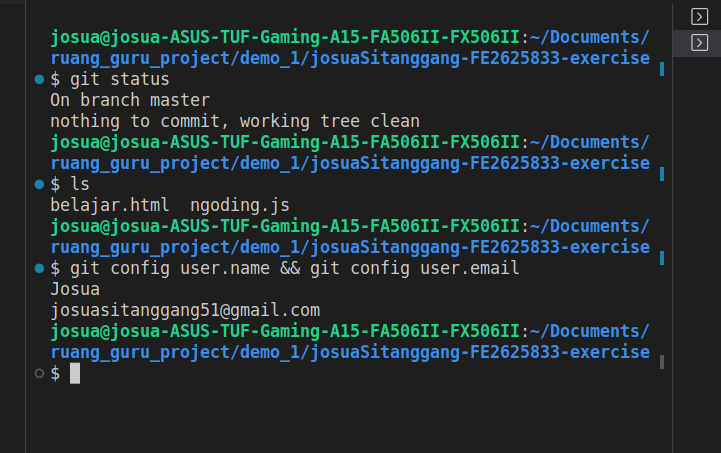 josua@josua-ASUS-TUF-Gaming-A15-FA506II-FX506II:~/Documents/
ruang_guru_project/demo_1/josuaSitanggang-FE2625833-exercise
$ git status
On branch master
nothing to commit, working tree clean
josua@josua-ASUS-TUF-Gaming-A15-FA506II-FX506II:~/Documents/
ruang_guru_project/demo_1/josuaSitanggang-FE2625833-exercise
$ ls
belajar.html  ngoding.js
josua@josua-ASUS-TUF-Gaming-A15-FA506II-FX506II:~/Documents/
ruang_guru_project/demo_1/josuaSitanggang-FE2625833-exercise
$ git config user.name && git config user.email
Josua
josuasitanggang51@gmail.com
josua@josua-ASUS-TUF-Gaming-A15-FA506II-FX506II:~/Documents/
ruang_guru_project/demo_1/josuaSitanggang-FE2625833-exercise
$